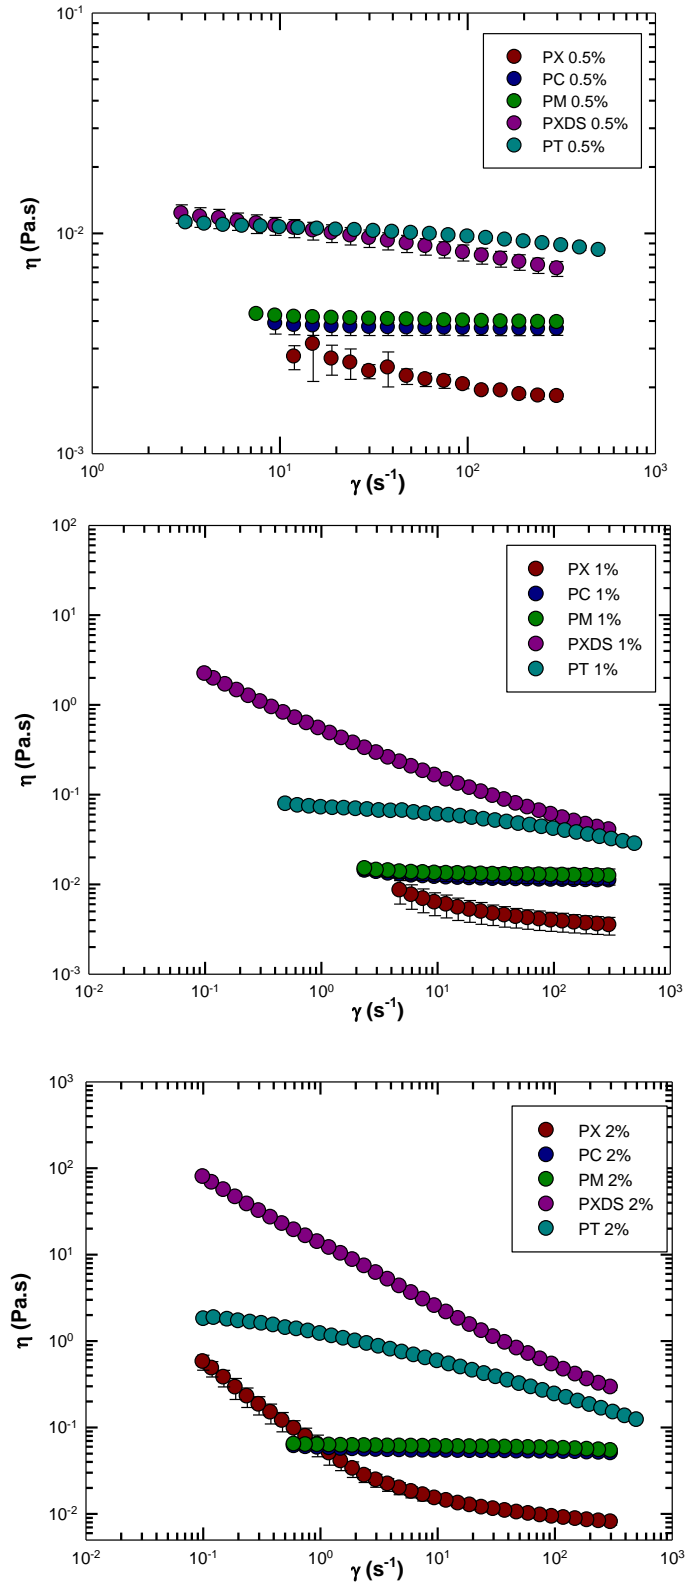 10⁻¹
PX 0.5%
PC 0.5%
PM 0.5%
PXDS 0.5%
PT 0.5%
η (Pa.s)
10⁻²
10⁻³
10⁰ 10¹ 10² 10³
γ (s⁻¹)
10²
PX 1%
PC 1%
PM 1%
PXDS 1%
PT 1%
10¹
10⁰
η (Pa.s)
10⁻¹
10⁻²
10⁻³
10⁻² 10⁻¹ 10⁰ 10¹ 10² 10³
γ (s⁻¹)
10³
PX 2%
PC 2%
PM 2%
PXDS 2%
PT 2%
10²
10¹
η (Pa.s)
10⁰
10⁻¹
10⁻²
10⁻² 10⁻¹ 10⁰ 10¹ 10² 10³
γ (s⁻¹)